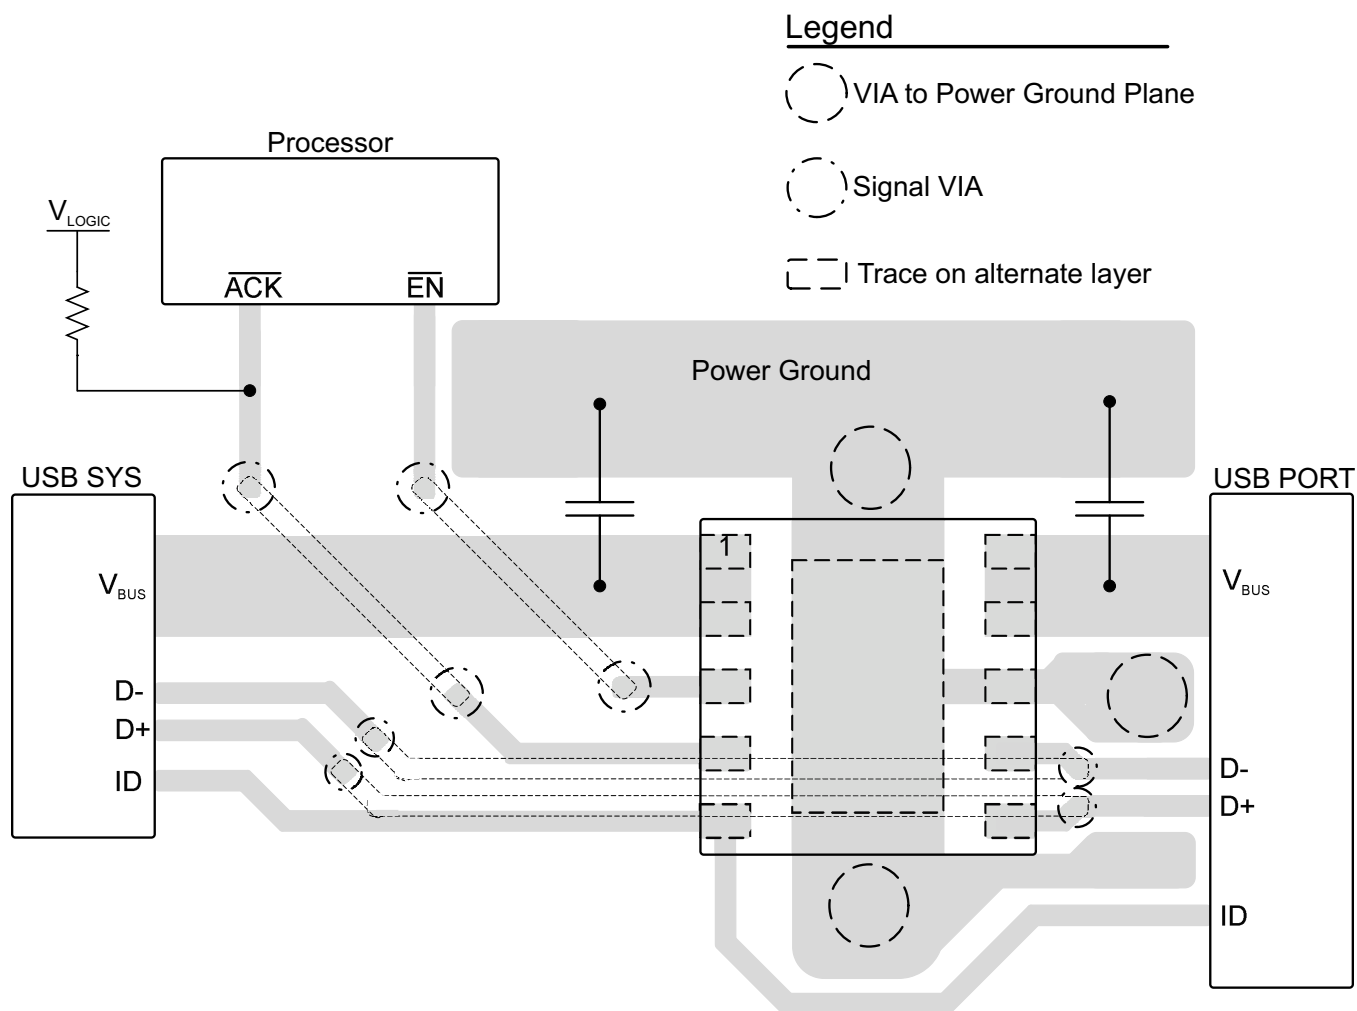 Legend
VIA to Power Ground Plane
Signal VIA
Trace on alternate layer
Processor
VLOGIC
ACK
EN
Power Ground
USB SYS
VBUS
D-
D+
ID
1
USB PORT
VBUS
D-
D+
ID